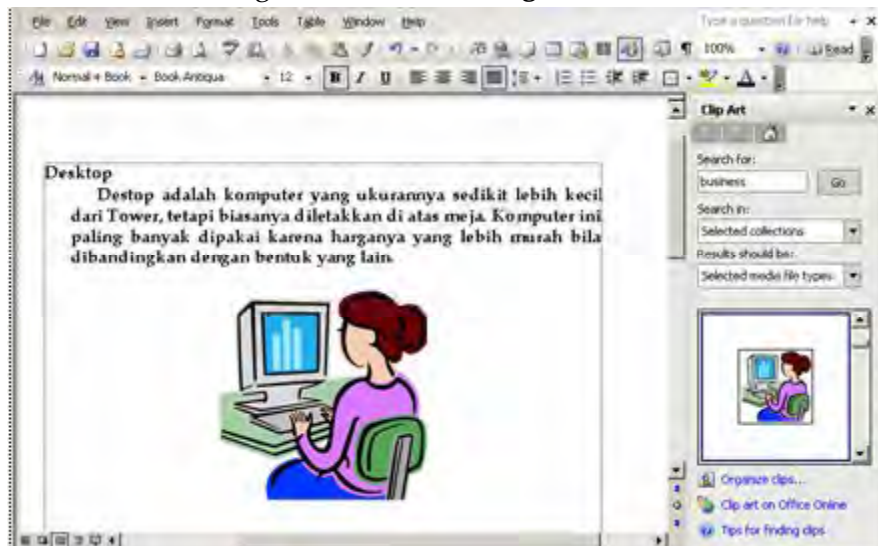 File Edit View Insert Format Tools Table Window Help Type a question for help
100% Read
Normal + Book Book Antiqua 12 B I U
Clip Art
Search for:
business Go
Search in:
Selected collections
Results should be:
Selected media file types
Desktop
Destop adalah komputer yang ukurannya sedikit lebih kecil
dari Tower, tetapi biasanya diletakkan di atas meja. Komputer ini
paling banyak dipakai karena harganya yang lebih murah bila
dibandingkan dengan bentuk yang lain.
Organize clips...
Clip art on Office Online
Tips for finding clips